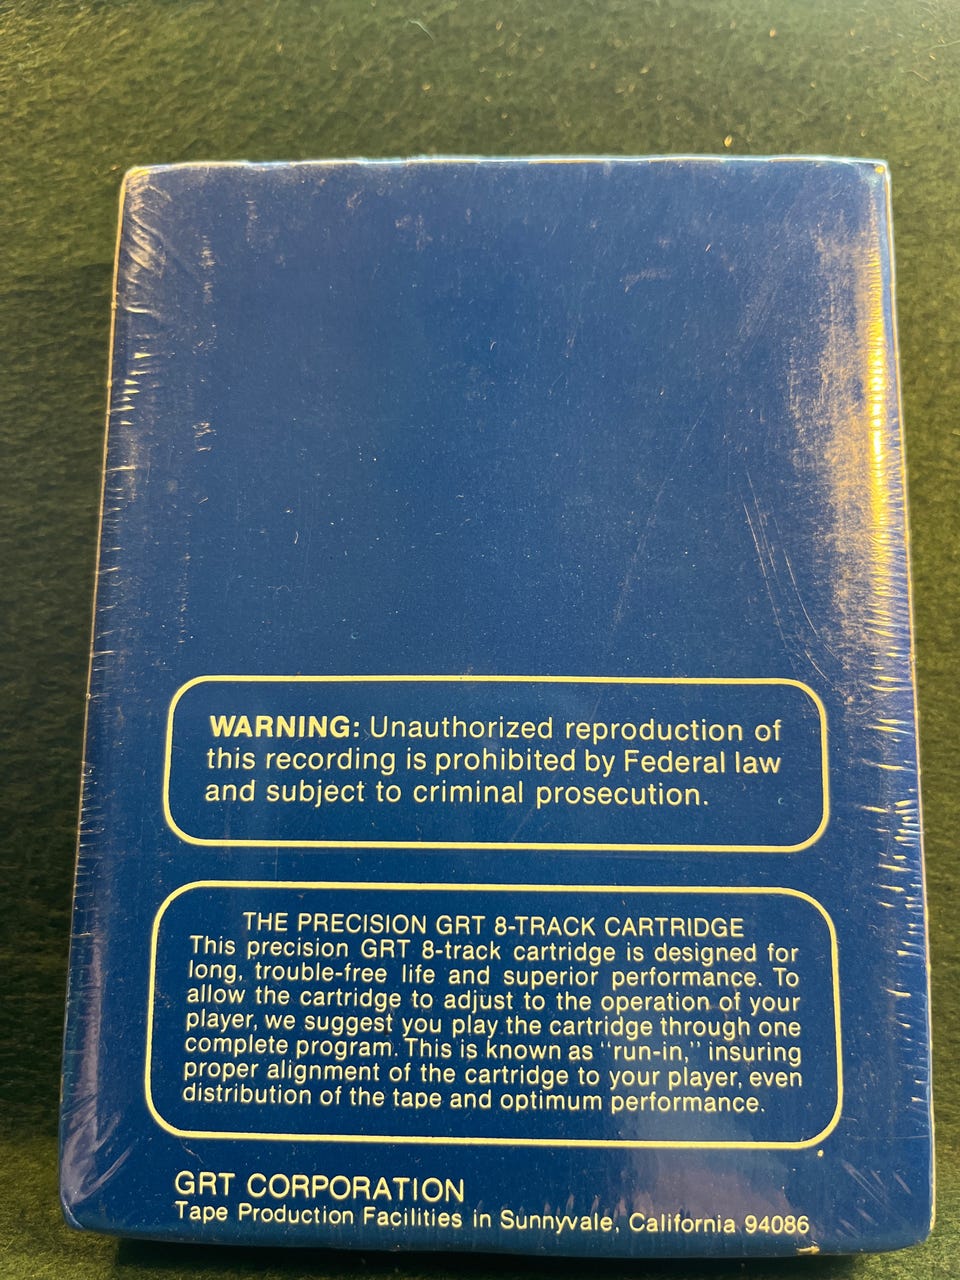 WARNING: Unauthorized reproduction of
this recording is prohibited by Federal law
and subject to criminal prosecution.
THE PRECISION GRT 8-TRACK CARTRIDGE
This precision GRT 8-track cartridge is designed for
long, trouble-free life and superior performance. To
allow the cartridge to adjust to the operation of your
player, we suggest you play the cartridge through one
complete program. This is known as "run-in," insuring
proper alignment of the cartridge to your player, even
distribution of the tape and optimum performance.
GRT CORPORATION
Tape Production Facilities in Sunnyvale, California 94086